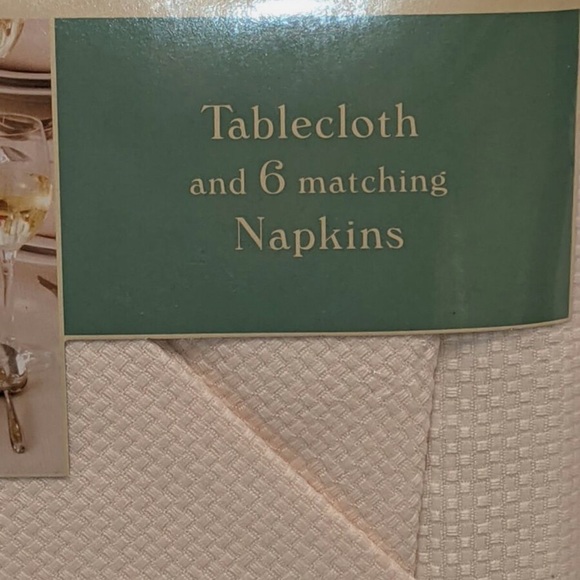 Tablecloth
and 6 matching
Napkins